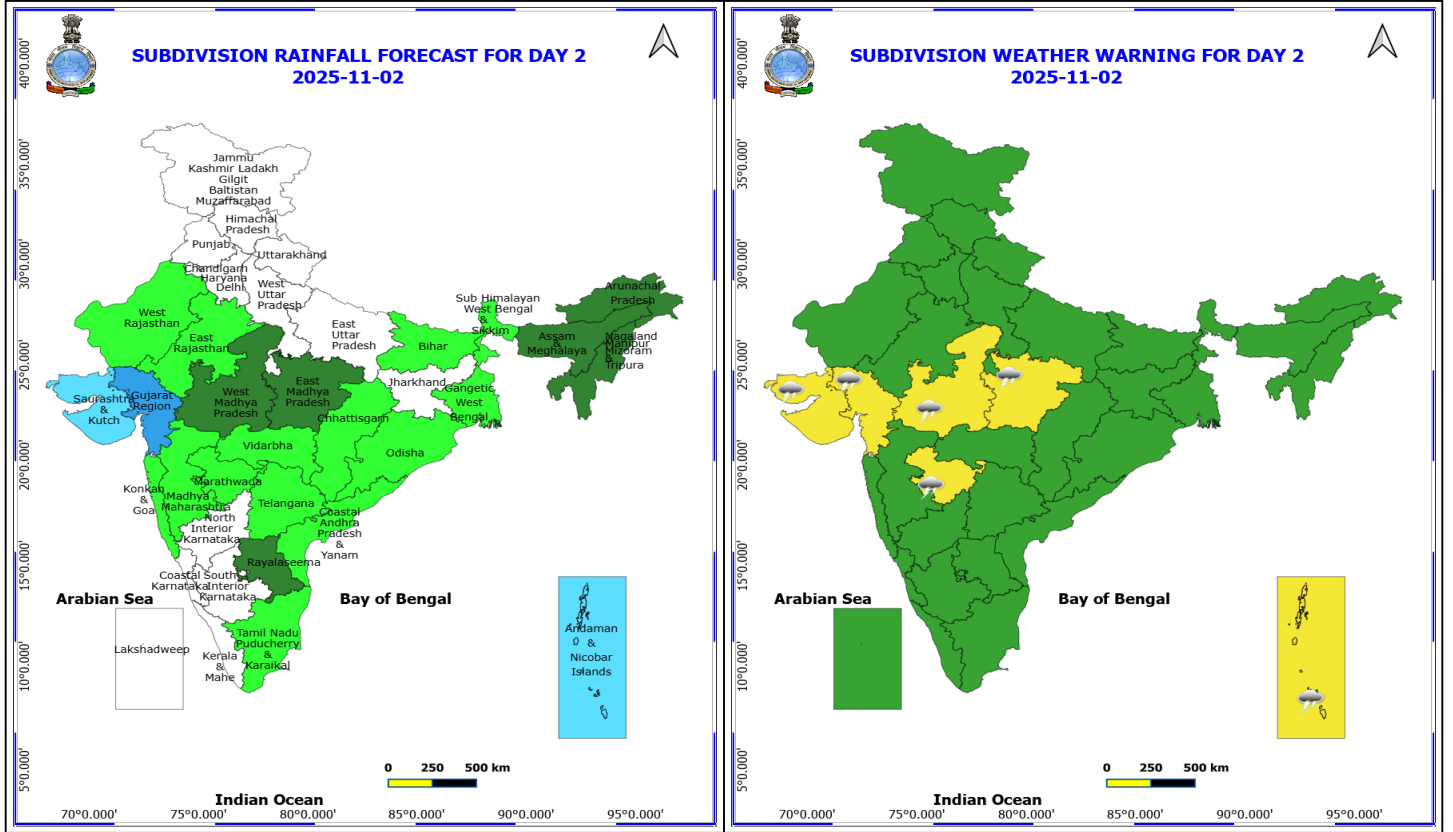 SUBDIVISION RAINFALL FORECAST FOR DAY 2
2025-11-02
40°0.000'
35°0.000'
30°0.000'
25°0.000'
20°0.000'
15°0.000'
10°0.000'
5°0.000'
Jammu
Kashmir Ladakh
Gilgit
Baltistan
Muzaffarabad
Himachal
Pradesh
Punjab
Uttarakhand
Chandigarh
Haryana
Delhi
West
Uttar
Pradesh
East
Uttar
Pradesh
West
Rajasthan
East
Rajasthan
Sub Himalayan
West Bengal
&
Sikkim
Arunachal
Pradesh
Assam
&
Meghalaya
Nagaland
Manipur
Mizoram
&
Tripura
Bihar
Jharkhand
Gangetic
West
Bengal
Saurashtra
&
Kutch
Gujarat
Region
West
Madhya
Pradesh
East
Madhya
Pradesh
Chhattisgarh
Vidarbha
Odisha
Konkan
&
Goa
Madhya
Maharashtra
Marathwada
Telangana
North
Interior
Karnataka
Coastal
Andhra
Pradesh
&
Yanam
Rayalaseema
Coastal
Karnataka
South
Interior
Karnataka
Arabian Sea
Bay of Bengal
Lakshadweep
Kerala
&
Mahe
Tamil Nadu
Puducherry
&
Karaikal
Andaman
&
Nicobar
Islands
0 250 500 km
Indian Ocean
70°0.000' 75°0.000' 80°0.000' 85°0.000' 90°0.000' 95°0.000'
SUBDIVISION WEATHER WARNING FOR DAY 2
2025-11-02
40°0.000'
35°0.000'
30°0.000'
25°0.000'
20°0.000'
15°0.000'
10°0.000'
5°0.000'
Arabian Sea
Bay of Bengal
0 250 500 km
Indian Ocean
70°0.000' 75°0.000' 80°0.000' 85°0.000' 90°0.000' 95°0.000'